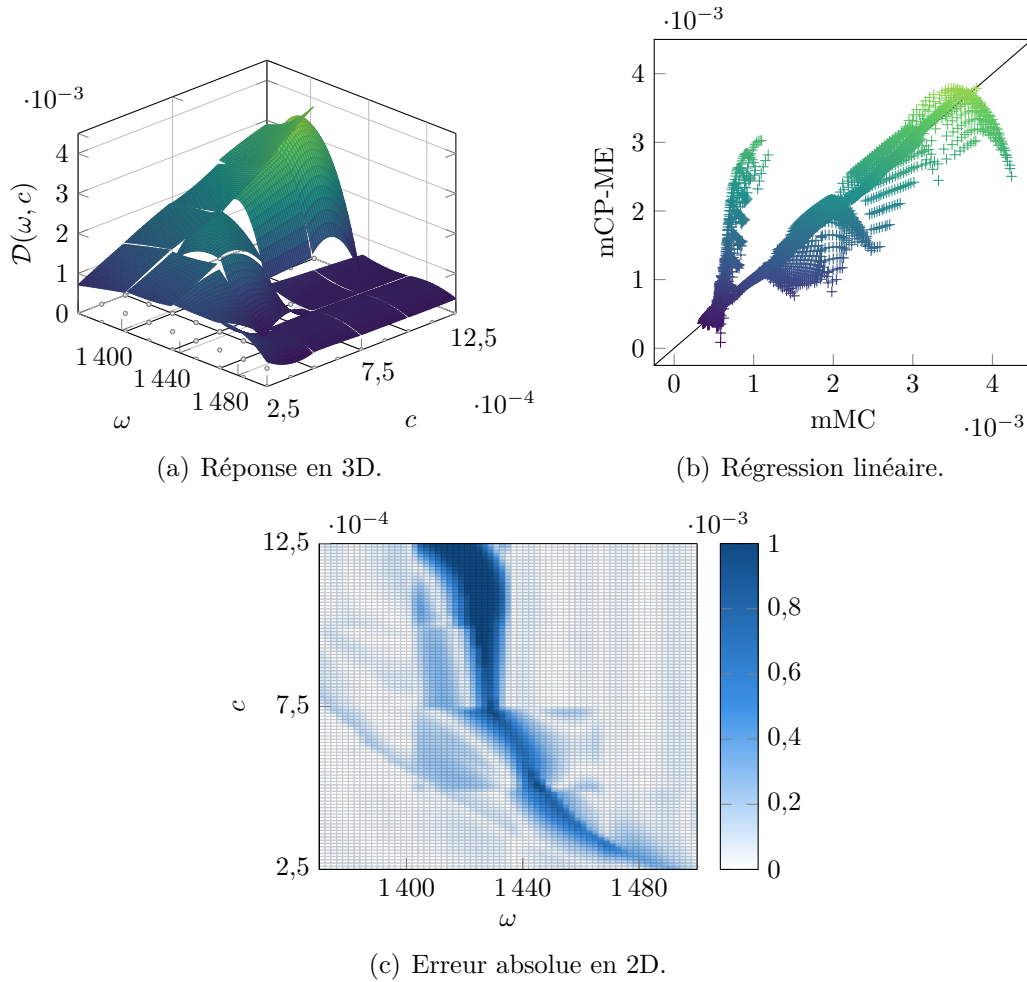 ·10−3
4
3
2
1
0
D(ω, c)
1 400
1 440
1 480
ω
2,5
7,5
12,5
·10−4
c
(a) Réponse en 3D.
·10−3
4
3
2
1
0
mCP-ME
0 1 2 3 4
mMC
·10−3
(b) Régression linéaire.
·10−4
12,5
7,5
2,5
c
1 400 1 440 1 480
ω
·10−3
1
0,8
0,6
0,4
0,2
0
(c) Erreur absolue en 2D.